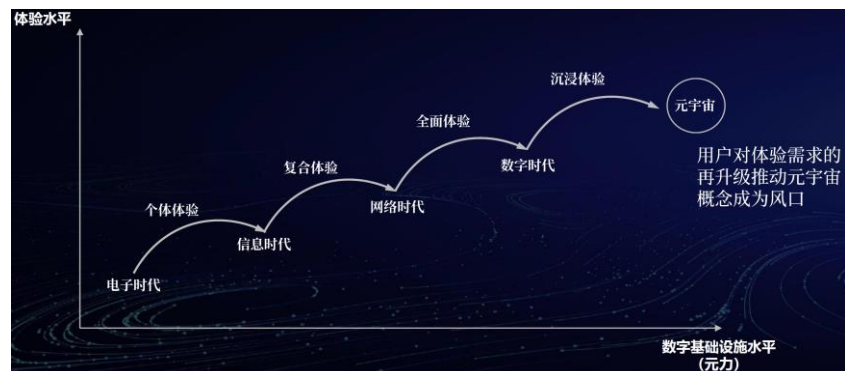 体验水平
沉浸体验
元宇宙
全面体验
数字时代
用户对体验需求的
再升级推动元宇宙
概念成为风口
复合体验
网络时代
个体体验
信息时代
电子时代
数字基础设施水平
(元力)